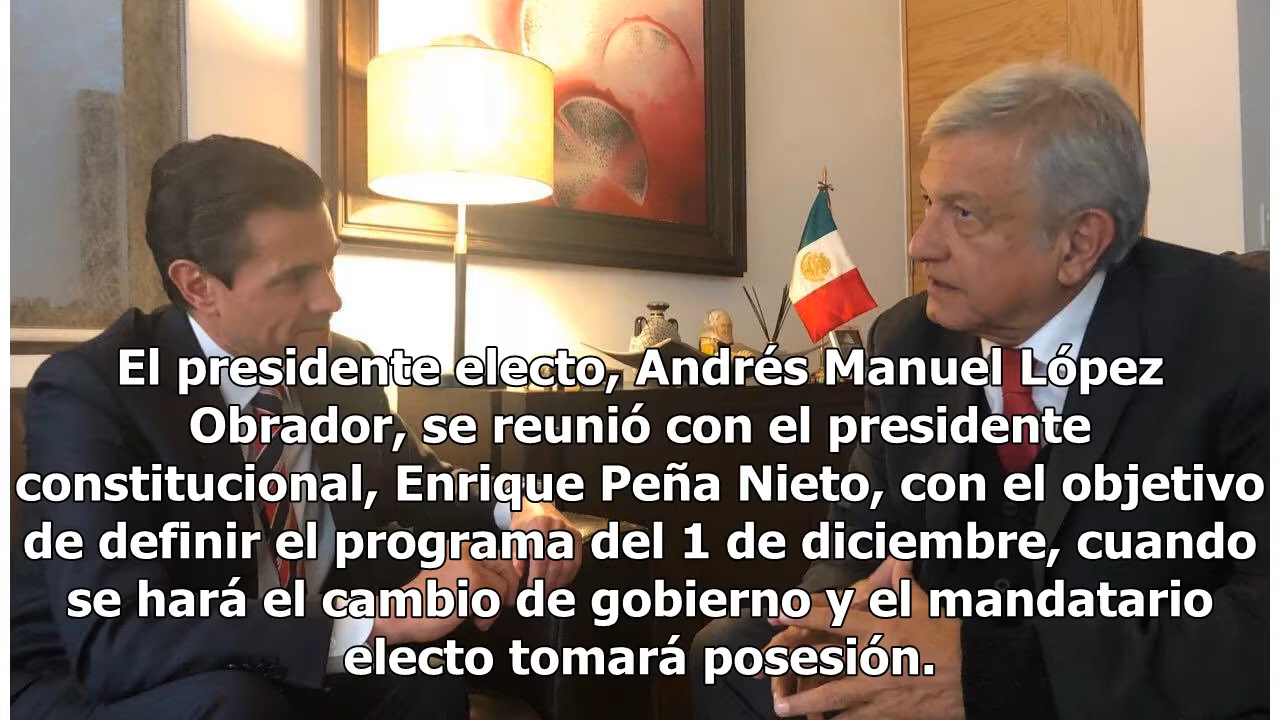 El presidente electo, Andrés Manuel López
Obrador, se reunió con el presidente
constitucional, Enrique Peña Nieto, con el objetivo
de definir el programa del 1 de diciembre, cuando
se hará el cambio de gobierno y el mandatario
electo tomará posesión.